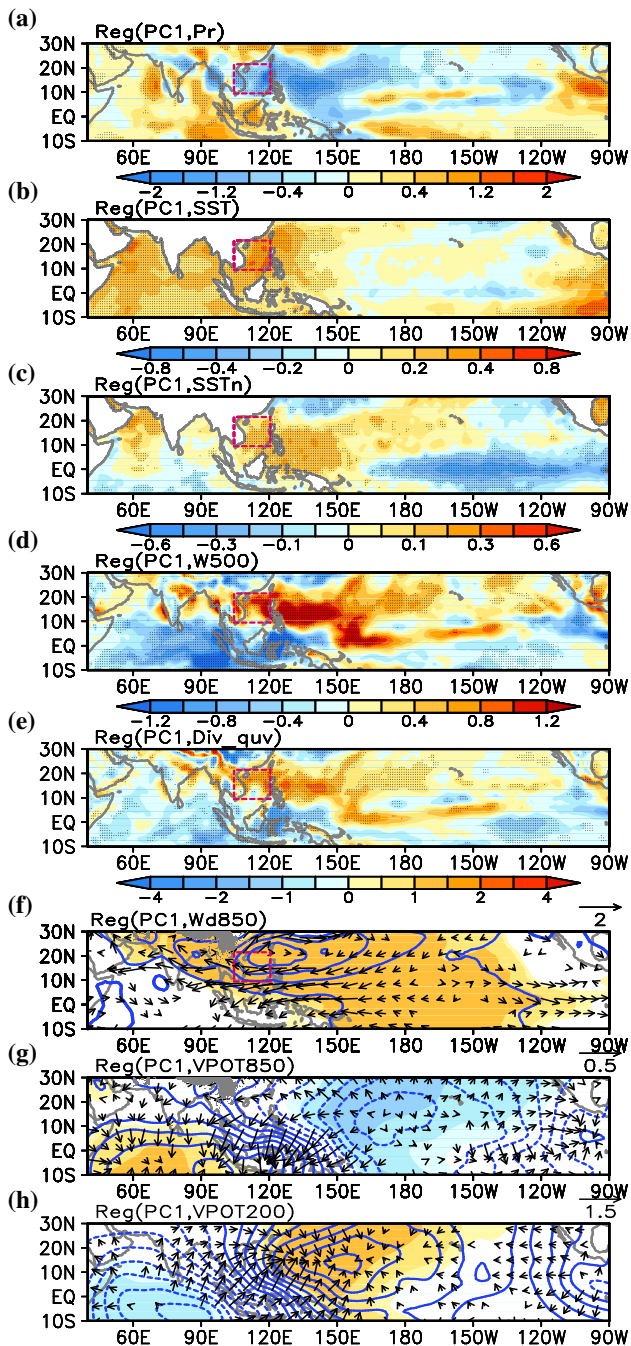 (a)
Reg(PC1,Pr)
30N
20N
10N
EQ
10S
60E 90E 120E 150E 180 150W 120W 90W
-2 -1.2 -0.4 0 0.4 1.2 2
(b)
Reg(PC1,SST)
30N
20N
10N
EQ
10S
60E 90E 120E 150E 180 150W 120W 90W
-0.8 -0.4 -0.2 0 0.2 0.4 0.8
(c)
Reg(PC1,SSTn)
30N
20N
10N
EQ
10S
60E 90E 120E 150E 180 150W 120W 90W
-0.6 -0.3 -0.1 0 0.1 0.3 0.6
(d)
Reg(PC1,W500)
30N
20N
10N
EQ
10S
60E 90E 120E 150E 180 150W 120W 90W
-1.2 -0.8 -0.4 0 0.4 0.8 1.2
(e)
Reg(PC1,Div_quv)
30N
20N
10N
EQ
10S
60E 90E 120E 150E 180 150W 120W 90W
-4 -2 -1 0 1 2 4
(f)
Reg(PC1,Wd850)
2
30N
20N
10N
EQ
10S
60E 90E 120E 150E 180 150W 120W 90W
(g)
Reg(PC1,VPOT850)
0.5
30N
20N
10N
EQ
10S
60E 90E 120E 150E 180 150W 120W 90W
(h)
Reg(PC1,VPOT200)
1.5
30N
20N
10N
EQ
10S
60E 90E 120E 150E 180 150W 120W 90W